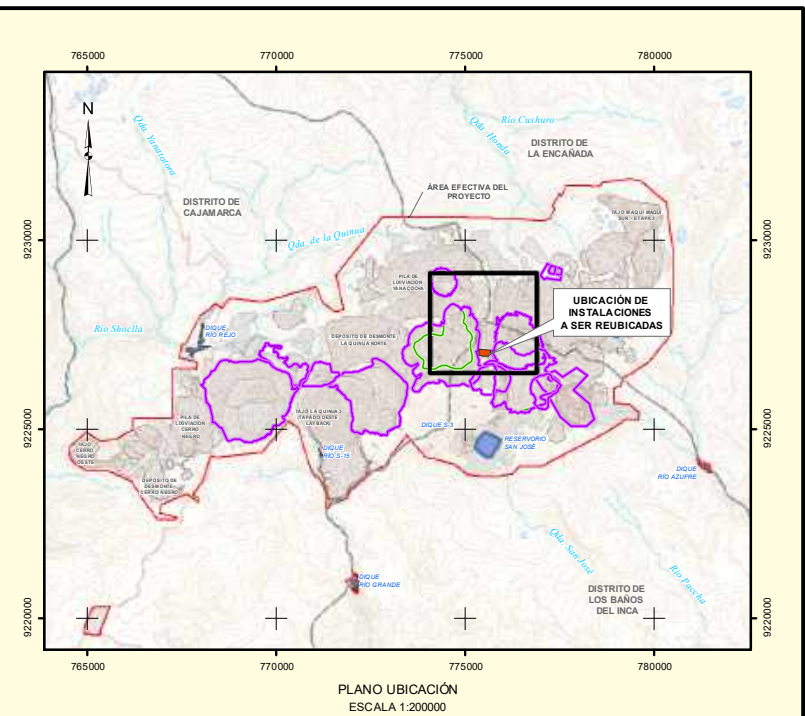 765000
770000
775000
780000
N
Río Cushuro
Qda. Honda
Qda. Yanatotora
DISTRITO DE
LA ENCAÑADA
DISTRITO DE
CAJAMARCA
ÁREA EFECTIVA DEL
PROYECTO
TAJO MAQUI MAQUI
SUR - ETAPA 2
9230000
9230000
Qda. de la Quinua
PILA DE
LIXIVIACIÓN
YANACOCHA
UBICACIÓN DE
INSTALACIONES
A SER REUBICADAS
Río Shoclla
DIQUE
RÍO REJO
DEPÓSITO DE DESMONTE
LA QUINUA NORTE
9225000
9225000
PILA DE
LIXIVIACIÓN
CERRO
NEGRO
TAJO LA QUINUA 2
(TAPADO OESTE
LAYBACK)
DIQUE S-3
RESERVORIO
SAN JOSÉ
TAJO
CERRO
NEGRO
OESTE
DIQUE
RÍO S-15
DEPÓSITO DE
DESMONTE
CERRO NEGRO
DIQUE
RÍO AZUFRE
Qda. San José
Río Paccha
DIQUE
RÍO GRANDE
DISTRITO DE
LOS BAÑOS
DEL INCA
9220000
9220000
765000
770000
775000
780000
PLANO UBICACIÓN
ESCALA 1:200000